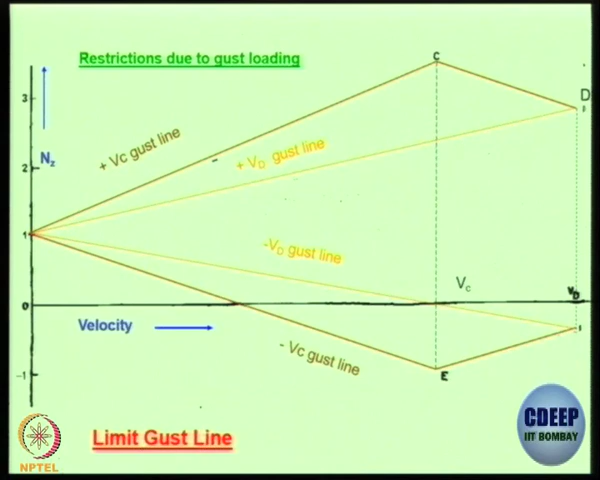 Restrictions due to gust loading
C
3
D
Nz
+ Vc gust line
+ VD gust line
2
1
-VD gust line
Vc
VD
0
Velocity
- Vc gust line
-1
E
Limit Gust Line
CDEEP
IIT BOMBAY
NPTEL